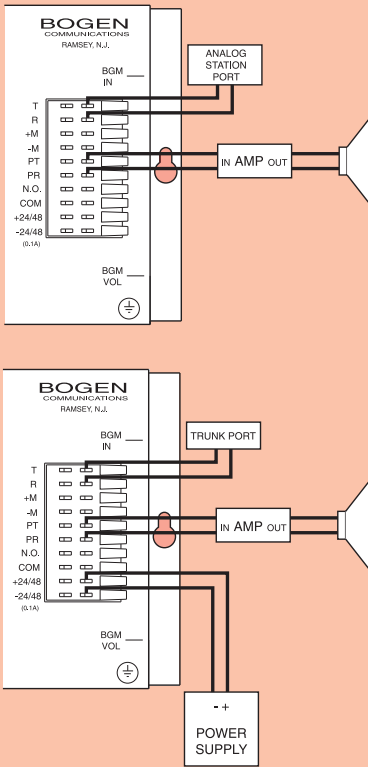 BOGEN
COMMUNICATIONS
RAMSEY, N.J.
BGM
IN
ANALOG
STATION
PORT
T
R
+M
-M
PT
PR
N.O.
COM
+24/48
-24/48
(0.1A)
IN AMP OUT
BGM
VOL
BOGEN
COMMUNICATIONS
RAMSEY, N.J.
BGM
IN
TRUNK PORT
T
R
+M
-M
PT
PR
N.O.
COM
+24/48
-24/48
(0.1A)
IN AMP OUT
BGM
VOL
- +
POWER
SUPPLY